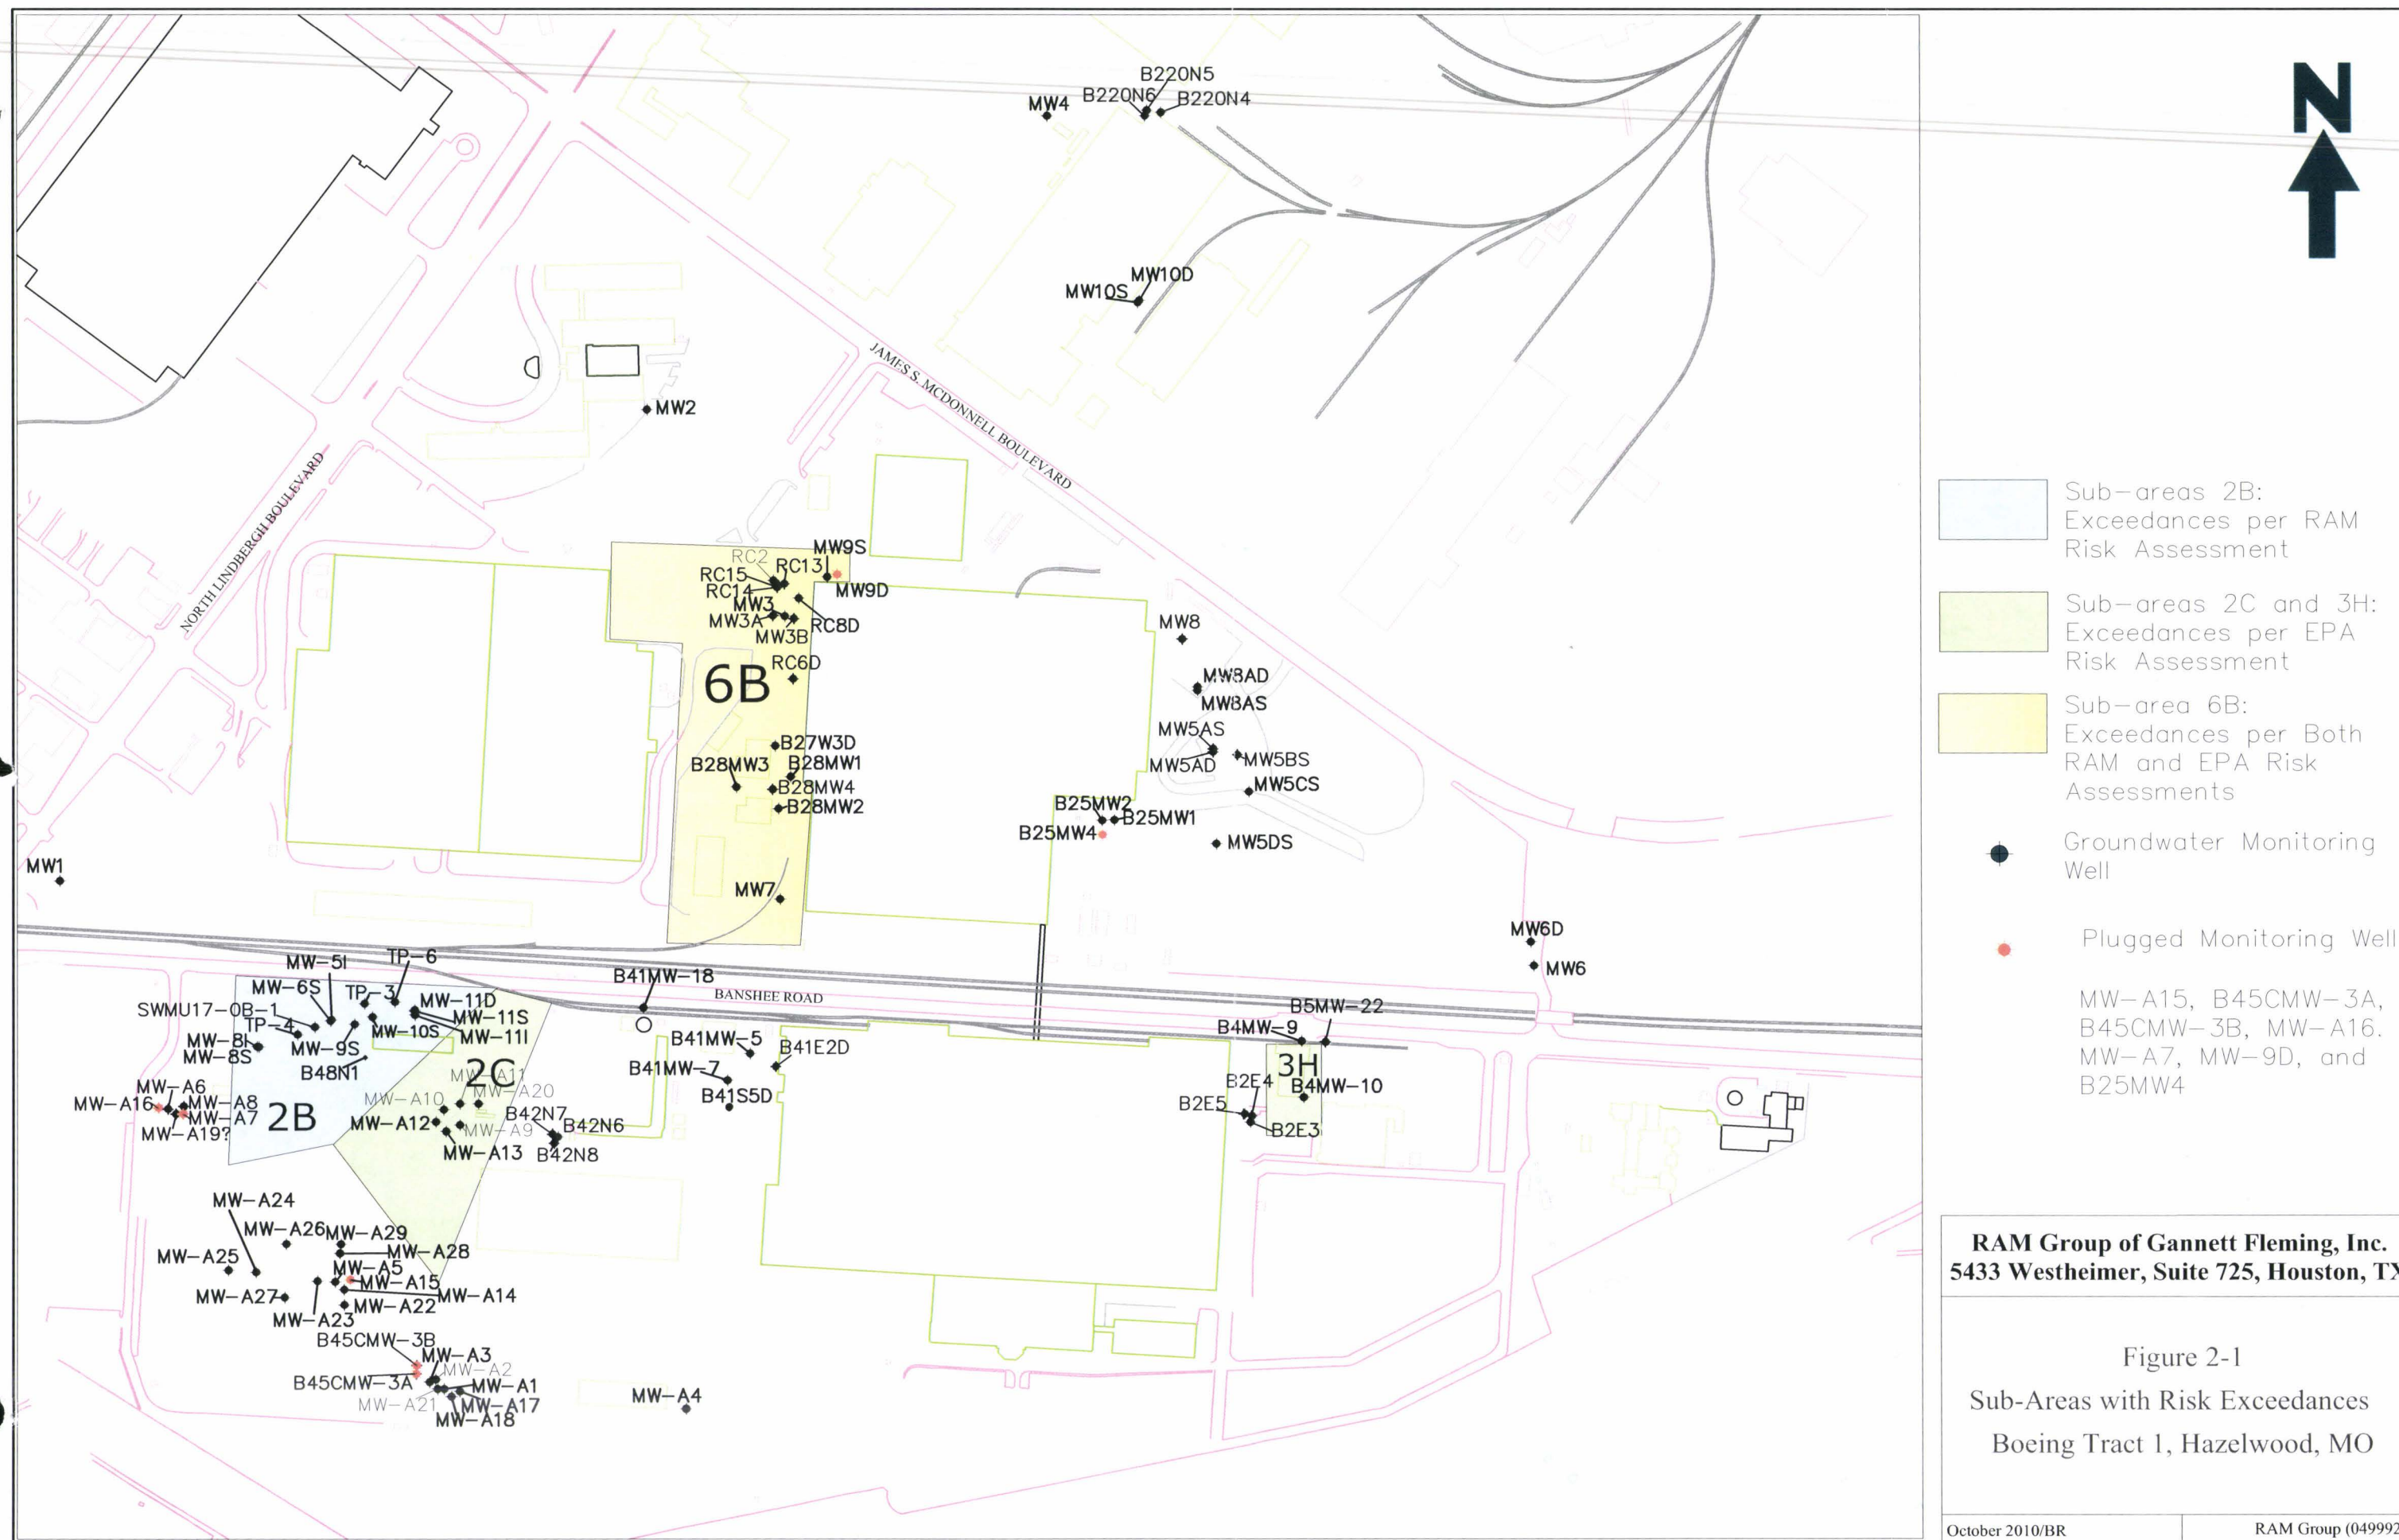 B220N5
B220N6
B220N4
MW4
N
MW10D
MW10S
JAMES S. MCDONNELL BOULEVARD
MW2
NORTH LINDBERGH BOULEVARD
Sub-areas 2B:
Exceedances per RAM
Risk Assessment
Sub-areas 2C and 3H:
Exceedances per EPA
Risk Assessment
Sub-area 6B:
Exceedances per Both
RAM and EPA Risk
Assessments
Groundwater Monitoring
Well
Plugged Monitoring Well
MW-A15, B45CMW-3A,
B45CMW-3B, MW-A16.
MW-A7, MW-9D, and
B25MW4
RC2
MW9S
RC15
RC13
RC14
MW9D
MW3
MW3A
RC8D
MW3B
RC6D
6B
MW8
MW8AD
MW8AS
MW5AS
MW5AD
MW5BS
MW5CS
B27W3D
B28MW3
B28MW1
B28MW4
B28MW2
B25MW2
B25MW1
B25MW4
MW5DS
MW1
MW7
MW6D
MW6
MW-5I
TP-6
MW-6S
TP-3
MW-11D
SWMU17-0B-1
MW-11S
TP-4
MW-10S
MW-11I
MW-8I
MW-9S
MW-8S
B48N1
B41MW-18
BANSHEE ROAD
B5MW-22
B4MW-9
B41MW-5
B41E2D
3H
2C
MW-A11
B41MW-7
B4MW-10
MW-A6
MW-A20
B2E4
MW-A16
MW-A8
MW-A10
B42N7
B41S5D
B2E5
MW-A7
2B
MW-A12
MW-A9
B42N6
B2E3
MW-A19?
MW-A13
B42N8
MW-A24
MW-A26
MW-A29
MW-A25
MW-A28
MW-A5
MW-A15
MW-A27
MW-A14
MW-A22
MW-A23
B45CMW-3B
MW-A3
MW-A2
B45CMW-3A
MW-A1
MW-A21
MW-A17
MW-A18
MW-A4
RAM Group of Gannett Fleming, Inc.
5433 Westheimer, Suite 725, Houston, TX
Figure 2-1
Sub-Areas with Risk Exceedances
Boeing Tract 1, Hazelwood, MO
October 2010/BR
RAM Group (049992